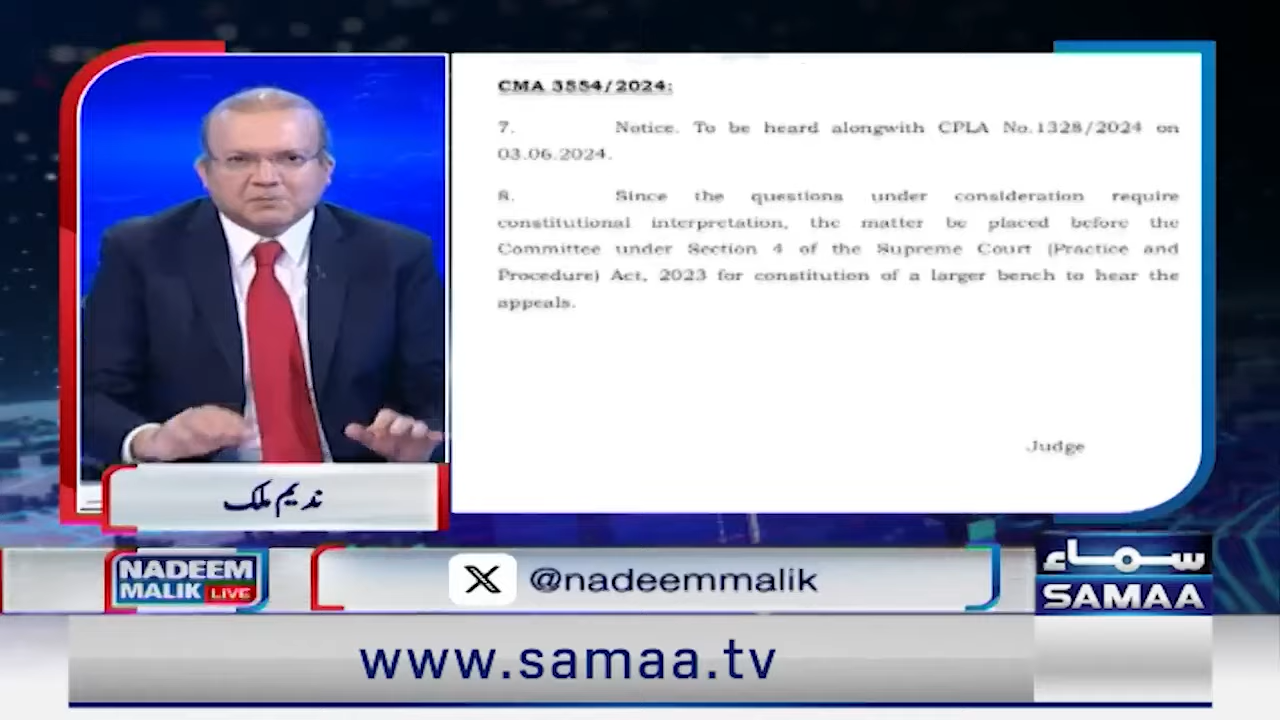 CMA 3554/2024:
7. Notice. To be heard alongwith CPLA No.1328/2024 on
03.06.2024.
8. Since the questions under consideration require
constitutional interpretation, the matter be placed before the
Committee under Section 4 of the Supreme Court (Practice and
Procedure) Act, 2023 for constitution of a larger bench to hear the
appeals.
Judge
ندیم ملک
NADEEM
MALIK LIVE
@nadeemmalik
سماء
SAMAA
www.samaa.tv